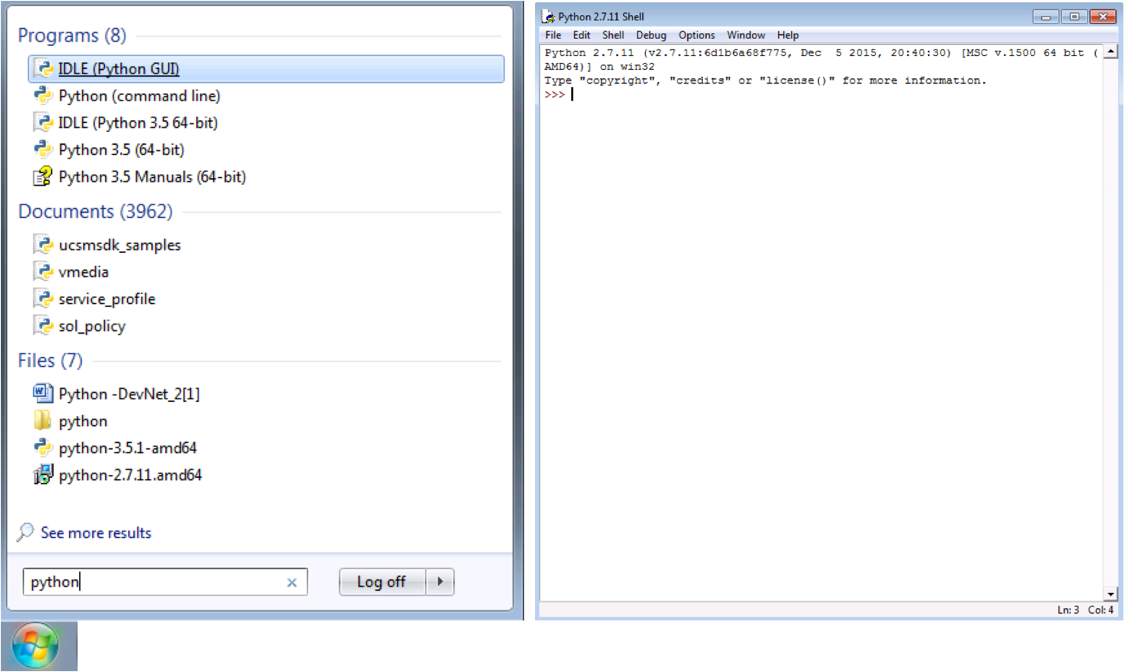 Programs (8)
IDLE (Python GUI)
Python (command line)
IDLE (Python 3.5 64-bit)
Python 3.5 (64-bit)
Python 3.5 Manuals (64-bit)
Documents (3962)
ucsmsdk_samples
vmedia
service_profile
sol_policy
Files (7)
Python -DevNet_2[1]
python
python-3.5.1-amd64
python-2.7.11.amd64
See more results
python
Log off
Python 2.7.11 Shell
File Edit Shell Debug Options Window Help
Python 2.7.11 (v2.7.11:6d1b6a68f775, Dec  5 2015, 20:40:30) [MSC v.1500 64 bit (
AMD64)] on win32
Type "copyright", "credits" or "license()" for more information.
>>>
Ln: 3 Col: 4